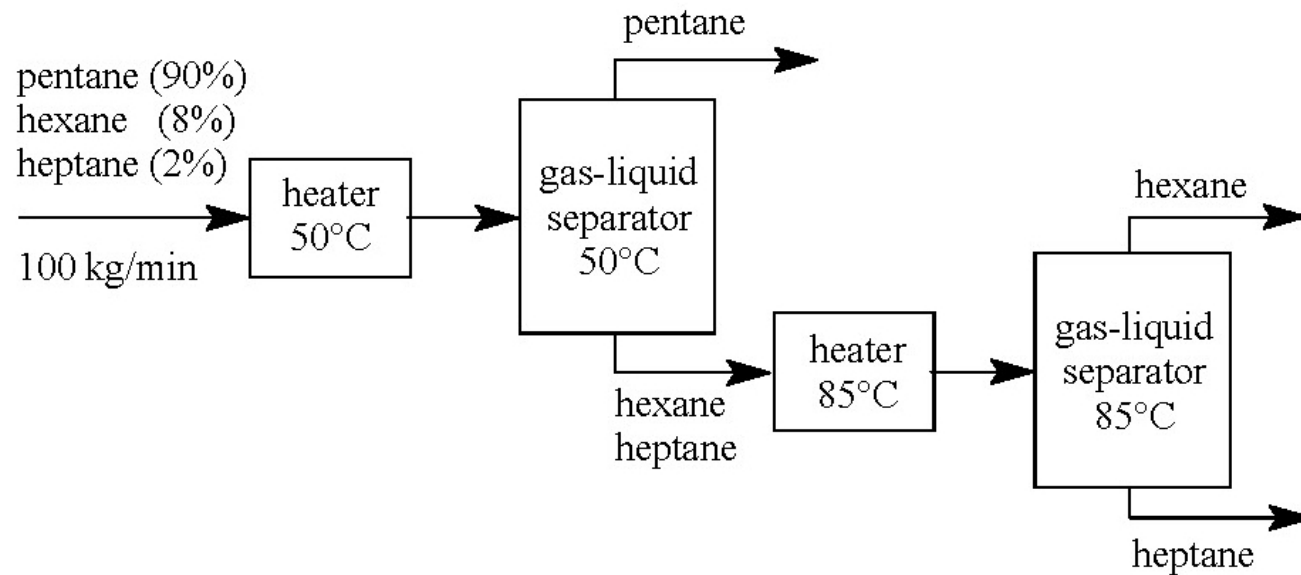 pentane (90%)
hexane (8%)
heptane (2%)
100 kg/min
heater
50°C
gas-liquid
separator
50°C
pentane
hexane
heptane
heater
85°C
gas-liquid
separator
85°C
hexane
heptane